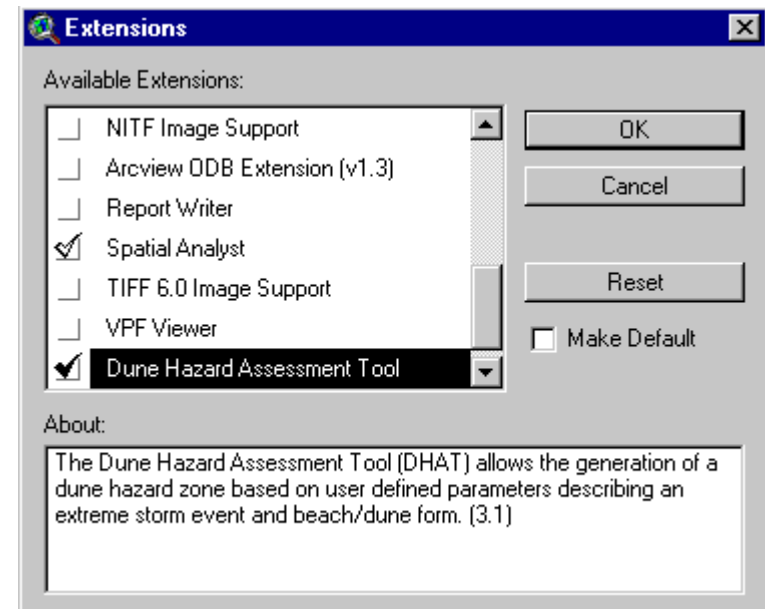 Extensions
Available Extensions:
NITF Image Support
Arcview ODB Extension (v1.3)
Report Writer
Spatial Analyst
TIFF 6.0 Image Support
VPF Viewer
Dune Hazard Assessment Tool
OK
Cancel
Reset
Make Default
About:
The Dune Hazard Assessment Tool (DHAT) allows the generation of a
dune hazard zone based on user defined parameters describing an
extreme storm event and beach/dune form. (3.1)